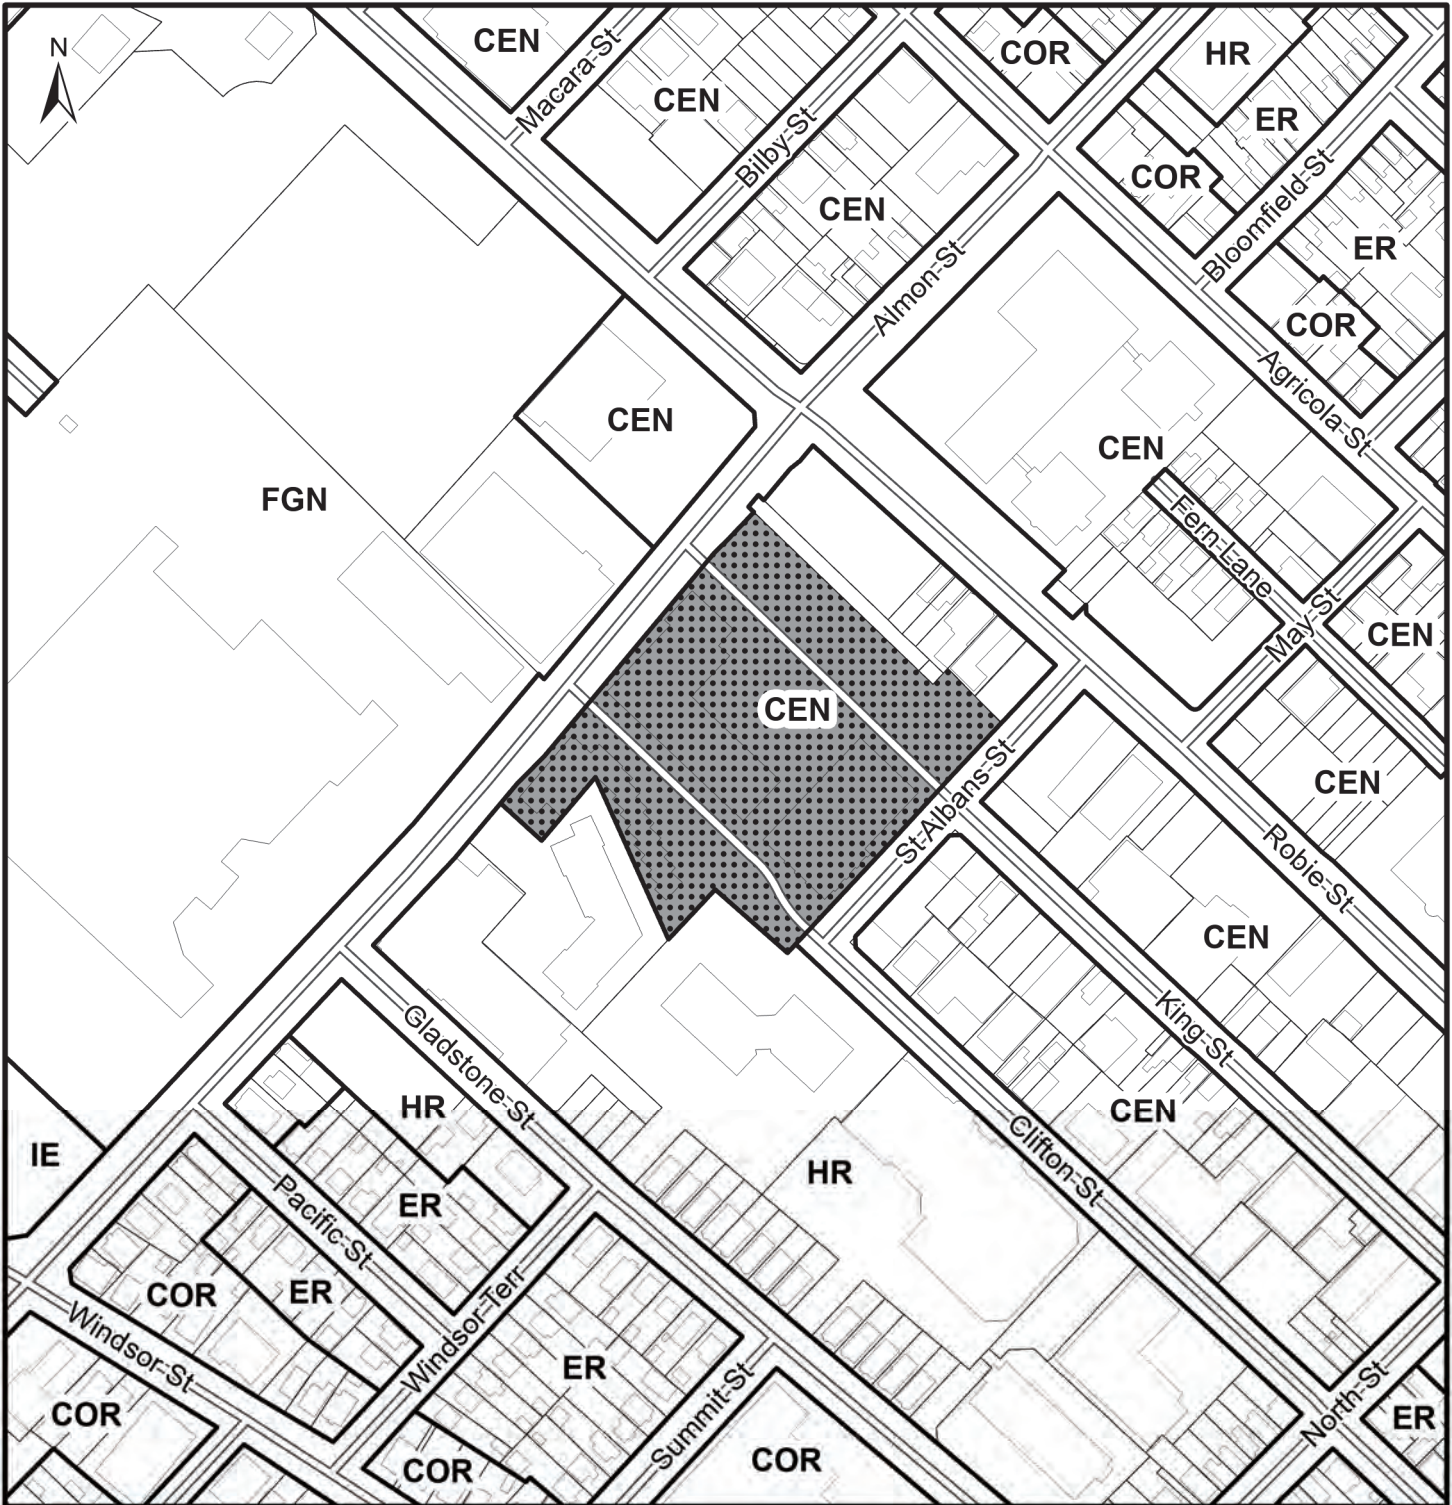 N
CEN
Macara St
CEN
COR
HR
ER
Bilby St
COR
Bloomfield St
CEN
ER
Almon St
COR
Agricola St
CEN
CEN
FGN
Fern Lane
May St
CEN
CEN
St Albans St
CEN
Robie St
CEN
King St
Gladstone St
HR
CEN
IE
HR
Clifton St
ER
Pacific St
COR
ER
Windsor Terr
Windsor St
ER
COR
Summit St
North St
ER
COR
COR